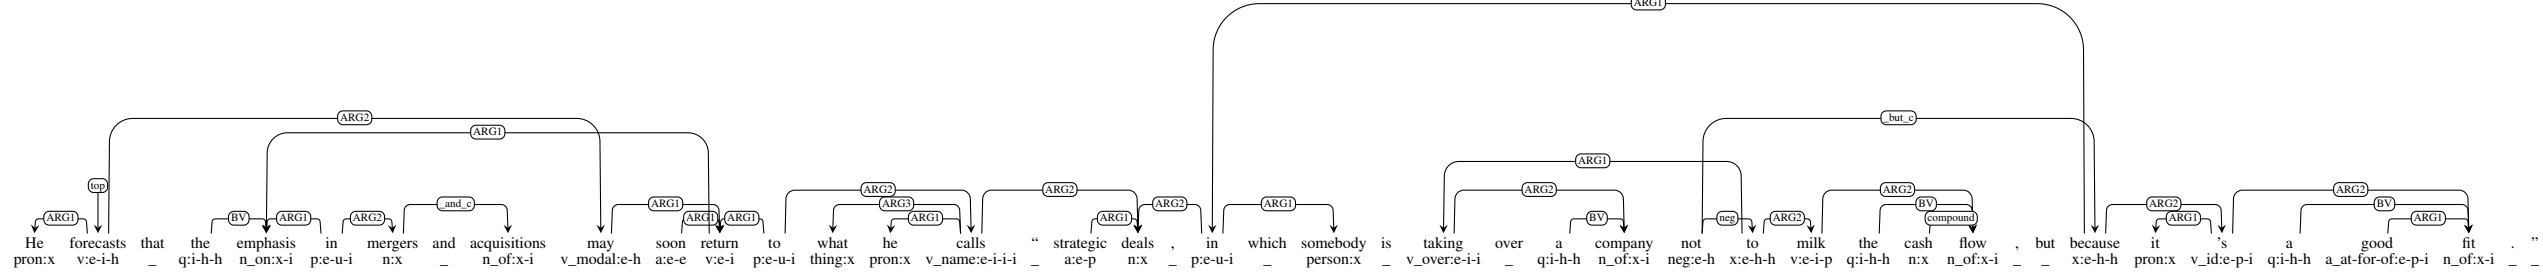 ARG1
ARG2 _but_c
ARG1
ARG1
top ARG2 ARG2 ARG2 ARG2 ARG2
_and_c ARG1 ARG3 ARG2 ARG1 BV ARG2 BV
ARG1 BV ARG1 ARG2 ARG1 ARG1 ARG1 ARG1 BV neg ARG2 compound ARG1 ARG1
He forecasts that the emphasis in mergers and acquisitions may soon return to what he calls “ strategic deals , in which somebody is taking over a company not to milk the cash flow , but because it 's a good fit . ”
pron:x v:e-i-h _ q:i-h-h n_on:x-i p:e-u-i n:x _ n_of:x-i v_modal:e-h a:e-e v:e-i p:e-u-i thing:x pron:x v_name:e-i-i-i _ a:e-p n:x _ p:e-u-i _ person:x _ v_over:e-i-i _ q:i-h-h n_of:x-i neg:e-h x:e-h-h v:e-i-p q:i-h-h n:x n_of:x-i _ _ x:e-h-h pron:x v_id:e-p-i q:i-h-h a_at-for-of:e-p-i n_of:x-i _ _